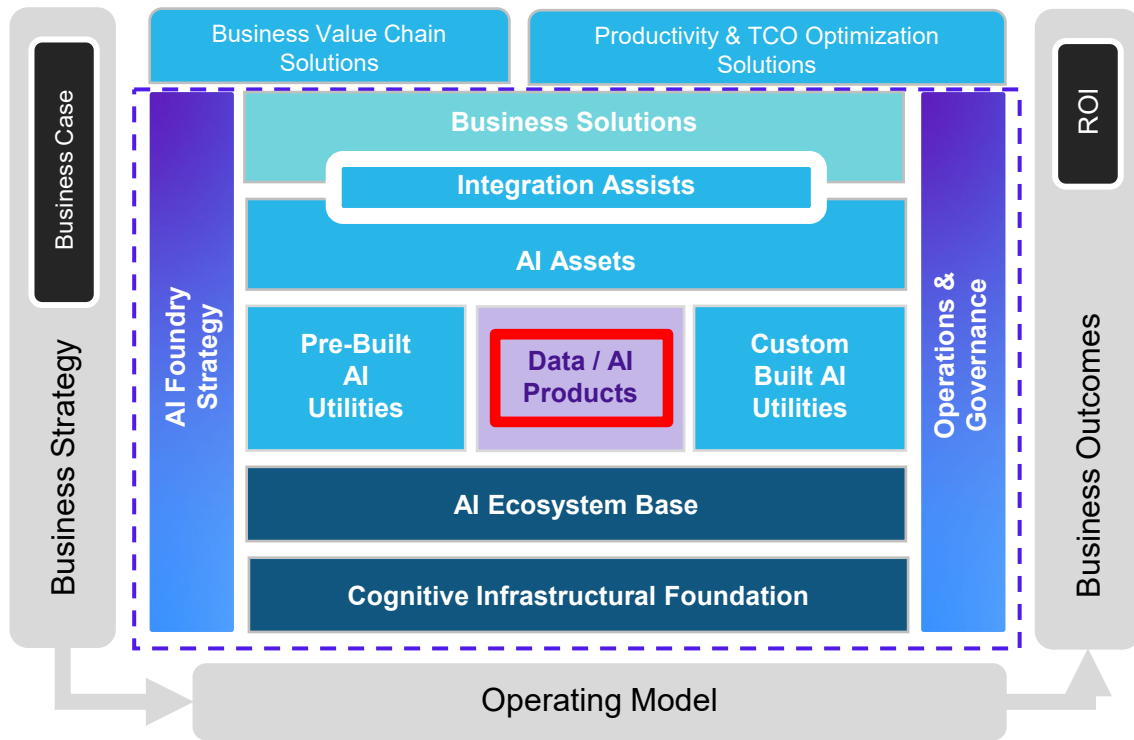 Business Case
Business Strategy
Business Value Chain
Solutions
Productivity & TCO Optimization
Solutions
ROI
Business Outcomes
AI Foundry
Strategy
Business Solutions
Integration Assists
AI Assets
Pre-Built
AI
Utilities
Data / AI
Products
Custom
Built AI
Utilities
Operations &
Governance
AI Ecosystem Base
Cognitive Infrastructural Foundation
Operating Model